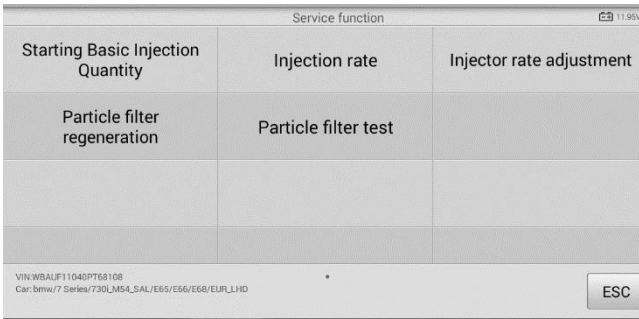 Service function
11.95V
Starting Basic Injection
Quantity
Injection rate
Injector rate adjustment
Particle filter
regeneration
Particle filter test
VIN:WBAUF11040PT68108
Car: bmw/7 Series/730i_M54_SAL/E65/E66/E68/EUR_LHD
ESC